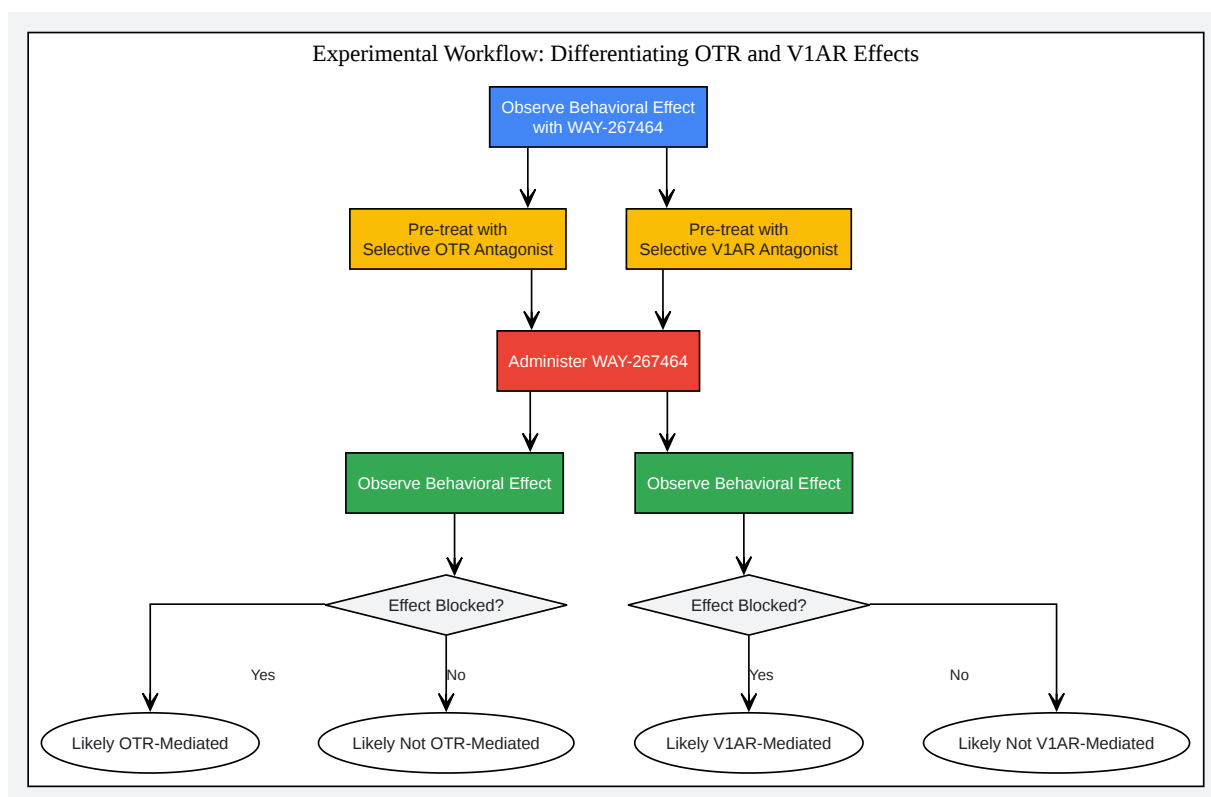 Experimental Workflow: Differentiating OTR and V1AR Effects
Observe Behavioral Effect
with WAY-267464
Pre-treat with
Selective OTR Antagonist
Pre-treat with
Selective V1AR Antagonist
Administer WAY-267464
Observe Behavioral Effect
Observe Behavioral Effect
Effect Blocked?
Effect Blocked?
Yes
No
Yes
No
Likely OTR-Mediated
Likely Not OTR-Mediated
Likely V1AR-Mediated
Likely Not V1AR-Mediated